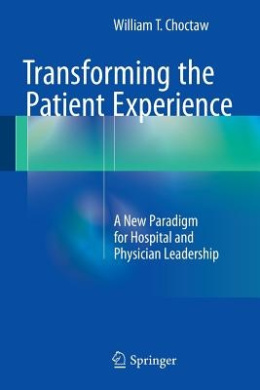 William T. Choctaw
Transforming the
Patient Experience
A New Paradigm
for Hospital and
Physician Leadership
Springer